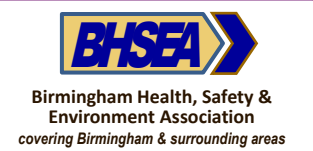 BHSEA
Birmingham Health, Safety &
Environment Association
covering Birmingham & surrounding areas